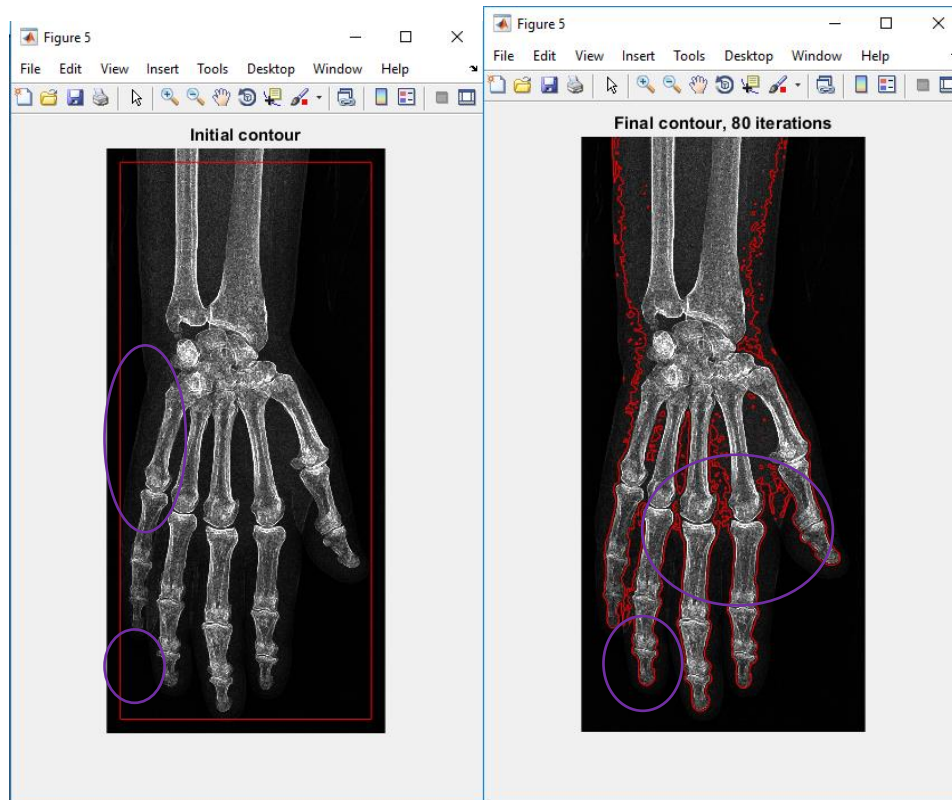 Figure 5
File Edit View Insert Tools Desktop Window Help
Initial contour
Figure 5
File Edit View Insert Tools Desktop Window Help
Final contour, 80 iterations